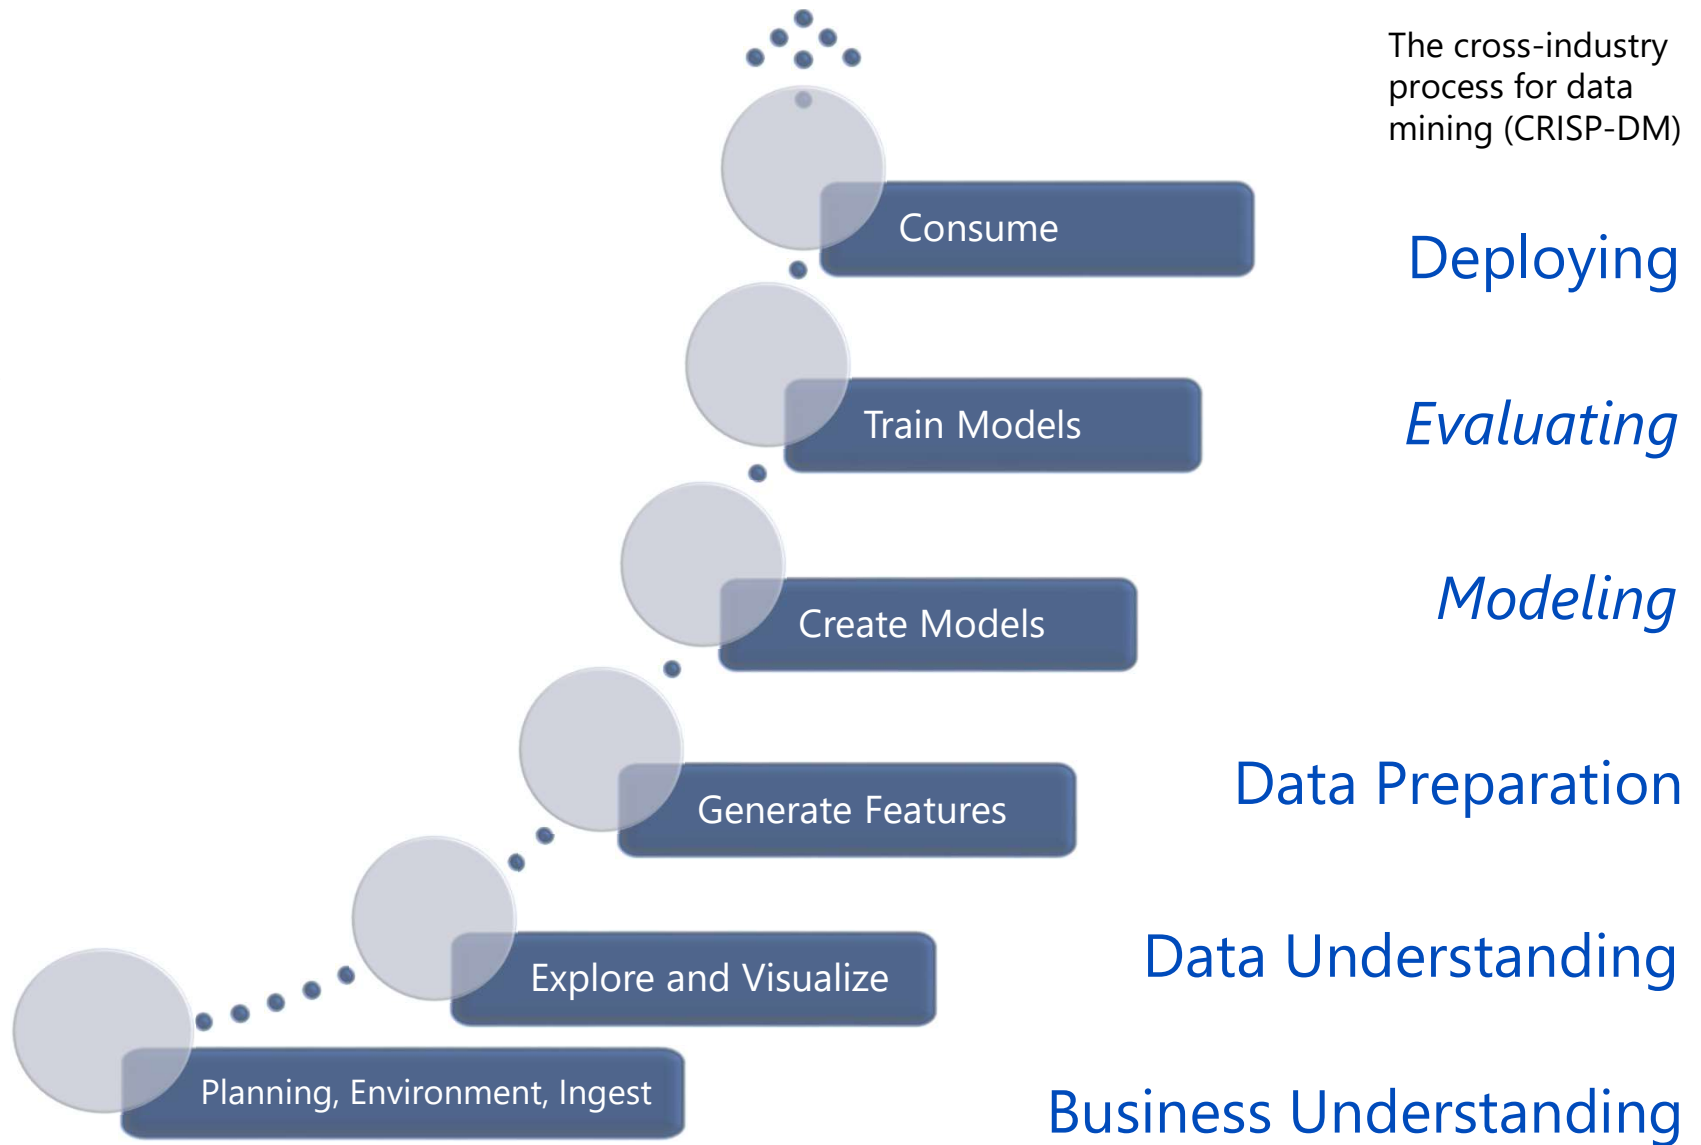 The cross-industry
process for data
mining (CRISP-DM)
Consume
Deploying
Train Models
Evaluating
Create Models
Modeling
Generate Features
Data Preparation
Explore and Visualize
Data Understanding
Planning, Environment, Ingest
Business Understanding